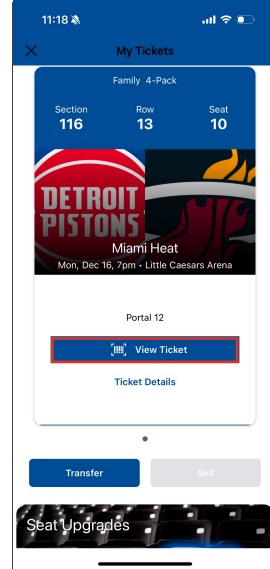 11:18
My Tickets
Family 4-Pack
Section Row Seat
116 13 10
DETROIT
PISTONS
Miami Heat
Mon, Dec 16, 7pm • Little Caesars Arena
Portal 12
View Ticket
Ticket Details
Transfer Sell
Seat Upgrades